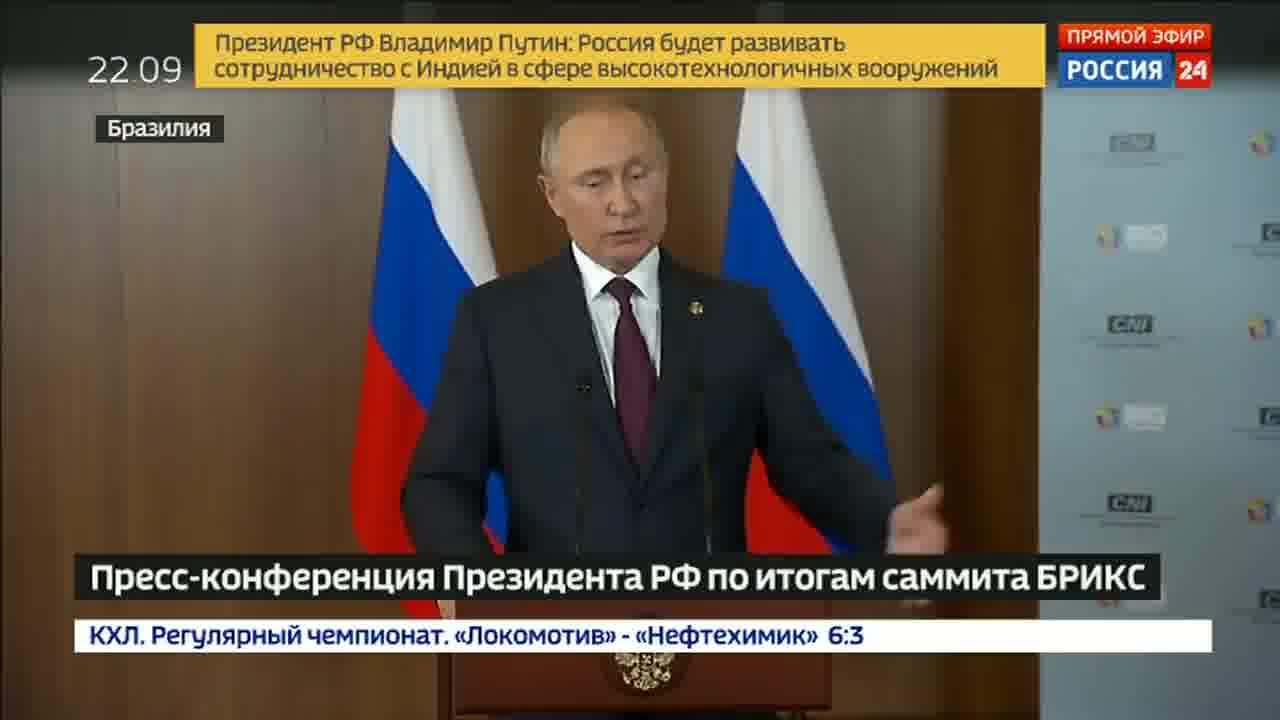 22.09
Президент РФ Владимир Путин: Россия будет развивать
сотрудничество с Индией в сфере высокотехнологичных вооружений
ПРЯМОЙ ЭФИР
РОССИЯ 24
Бразилия
CNI
CNI
CNI
Пресс-конференция Президента РФ по итогам саммита БРИКС
КХЛ. Регулярный чемпионат. «Локомотив» - «Нефтехимик» 6:3